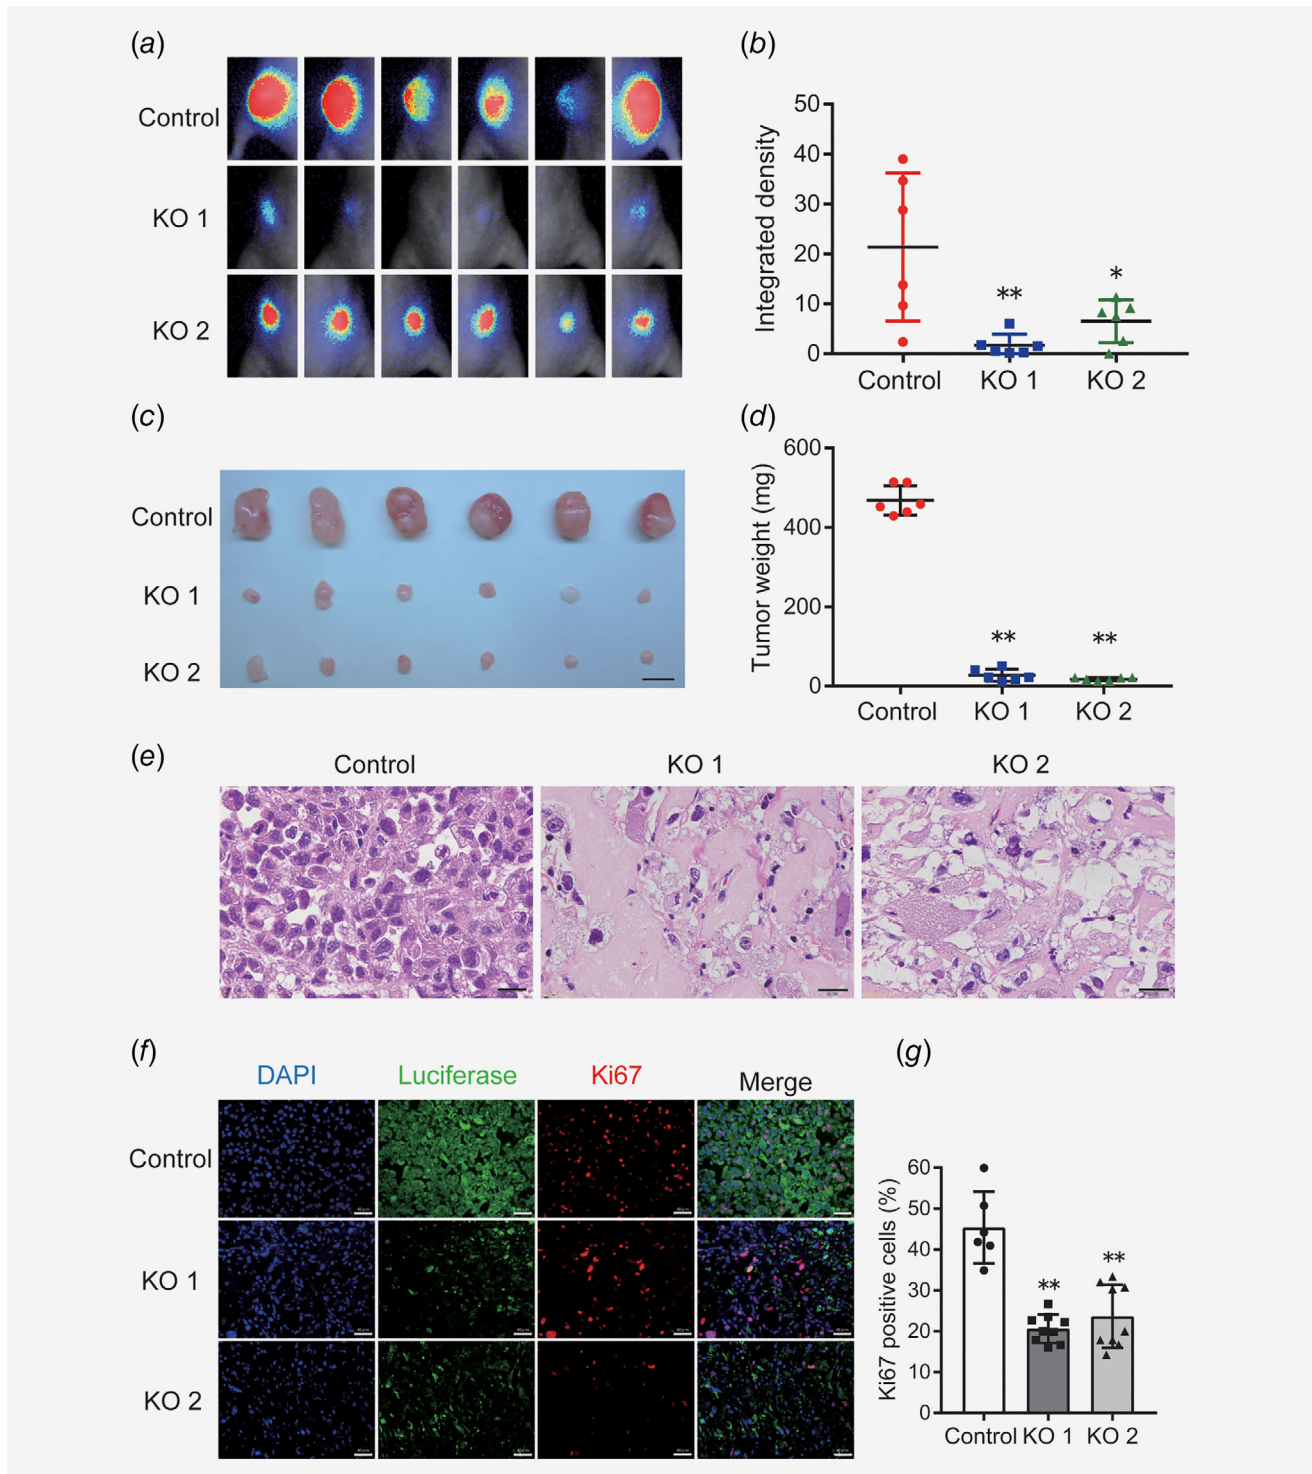 (a)
Control
KO 1
KO 2
(b)
Integrated density
50
40
30
20
10
0
**
*
Control KO 1 KO 2
(c)
Control
KO 1
KO 2
(d)
Tumor weight (mg)
600
400
200
0
** **
Control KO 1 KO 2
(e)
Control KO 1 KO 2
(f)
DAPI Luciferase Ki67 Merge
Control
KO 1
KO 2
(g)
Ki67 positive cells (%)
60
50
40
30
20
10
0
** **
Control KO 1 KO 2